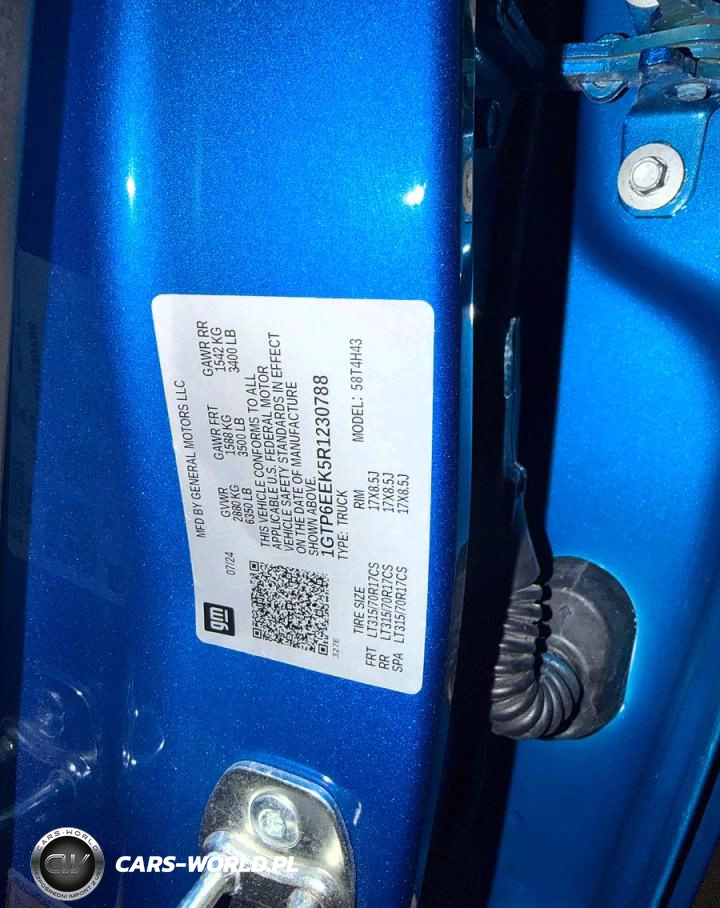 gm
MFD BY GENERAL MOTORS LLC
07/24
GVWR GAWR FRT GAWR RR
2880 KG 1588 KG 1542 KG
6350 LB 3500 LB 3400 LB
THIS VEHICLE CONFORMS TO ALL
APPLICABLE U.S. FEDERAL MOTOR
VEHICLE SAFETY STANDARDS IN EFFECT
ON THE DATE OF MANUFACTURE
SHOWN ABOVE.
1GTP6EEK5R1230788
TYPE: TRUCK MODEL: 58T4H43
327E
TIRE SIZE RIM
FRT LT315/70R17CS 17X8.5J
RR LT315/70R17CS 17X8.5J
SPA LT315/70R17CS 17X8.5J
CARS-WORLD
CW
CARS-WORLD.PL